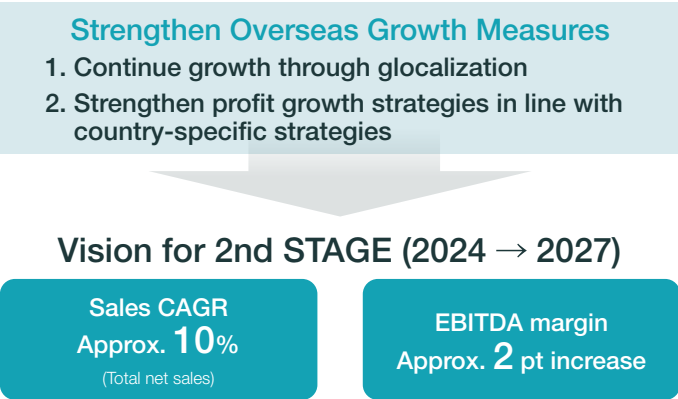 Strengthen Overseas Growth Measures
1. Continue growth through glocalization
2. Strengthen profit growth strategies in line with
country-specific strategies
Vision for 2nd STAGE (2024 → 2027)
Sales CAGR
Approx. 10%
(Total net sales)
EBITDA margin
Approx. 2 pt increase